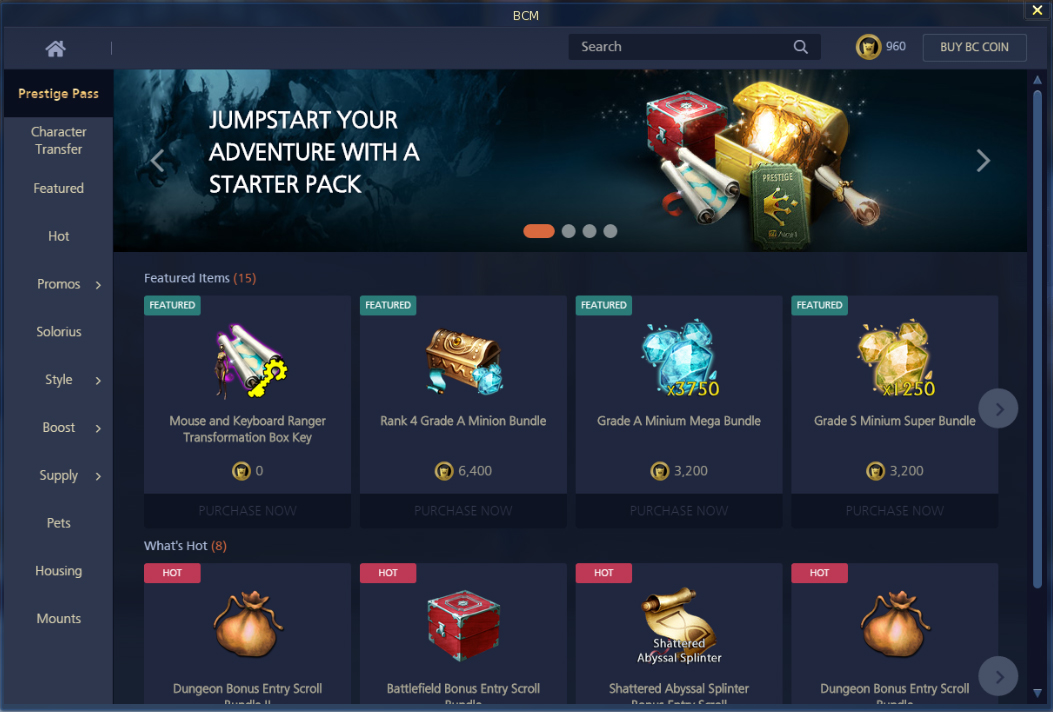 BCM
Search
960
BUY BC COIN
Prestige Pass
Character
Transfer
Featured
Hot
Promos
Solorius
Style
Boost
Supply
Pets
Housing
Mounts
JUMPSTART YOUR
ADVENTURE WITH A
STARTER PACK
PRESTIGE
Featured Items (15)
FEATURED
Mouse and Keyboard Ranger
Transformation Box Key
0
PURCHASE NOW
FEATURED
Rank 4 Grade A Minion Bundle
6,400
PURCHASE NOW
FEATURED
x3750
Grade A Minium Mega Bundle
3,200
PURCHASE NOW
FEATURED
x1250
Grade S Minium Super Bundle
3,200
PURCHASE NOW
What's Hot (8)
HOT
Dungeon Bonus Entry Scroll
Bundle II
HOT
Battlefield Bonus Entry Scroll
Bundle
HOT
Shattered
Abyssal Splinter
Shattered Abyssal Splinter
Bonus Entry Scroll
HOT
Dungeon Bonus Entry Scroll
Bundle